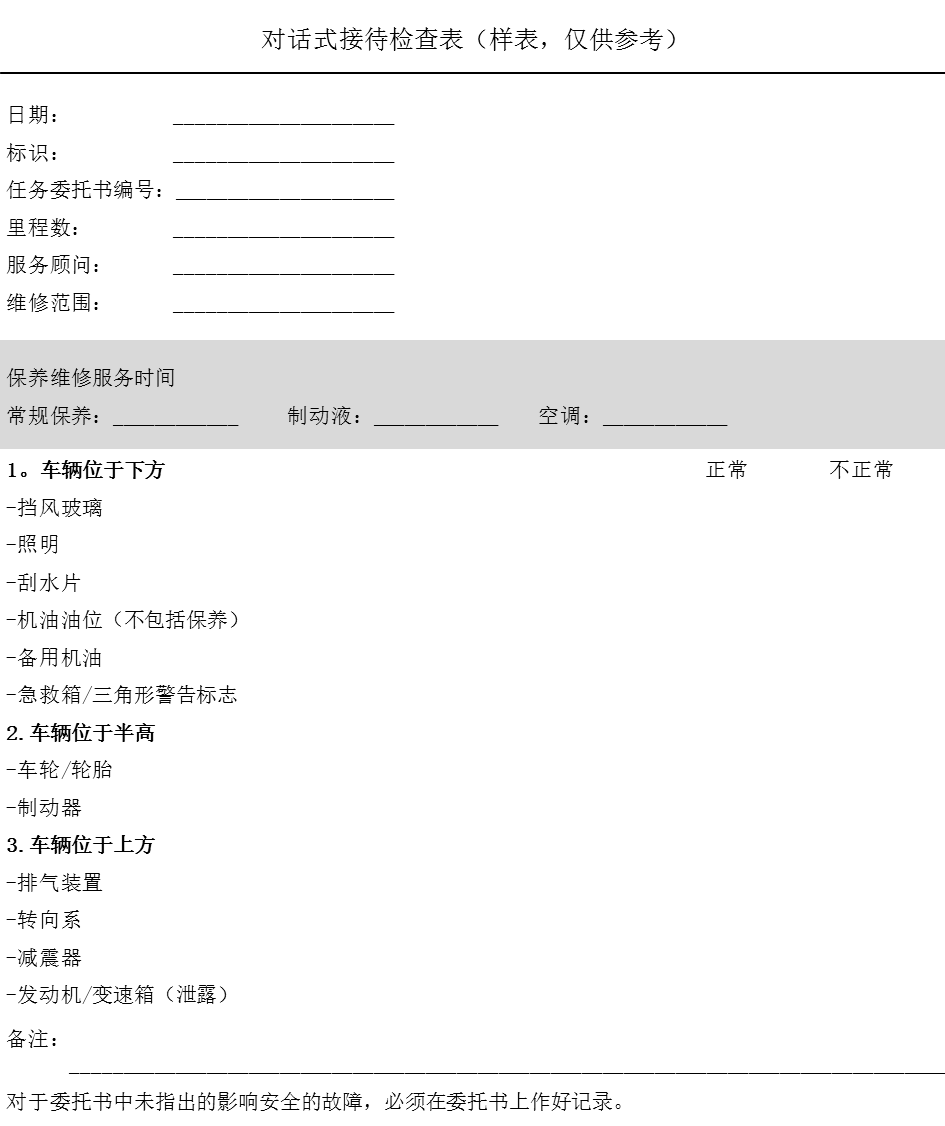 对话式接待检查表（样表，仅供参考）
日期：____________________
标识：____________________
任务委托书编号：____________________
里程数：____________________
服务顾问：____________________
维修范围：____________________
保养维修服务时间
常规保养：____________ 制动液：____________ 空调：____________
1。车辆位于下方 正常 不正常
-挡风玻璃
-照明
-刮水片
-机油油位（不包括保养）
-备用机油
-急救箱/三角形警告标志
2.车辆位于半高
-车轮/轮胎
-制动器
3.车辆位于上方
-排气装置
-转向系
-减震器
-发动机/变速箱（泄露）
备注：
________________________________________________________________________________
对于委托书中未指出的影响安全的故障，必须在委托书上作好记录。